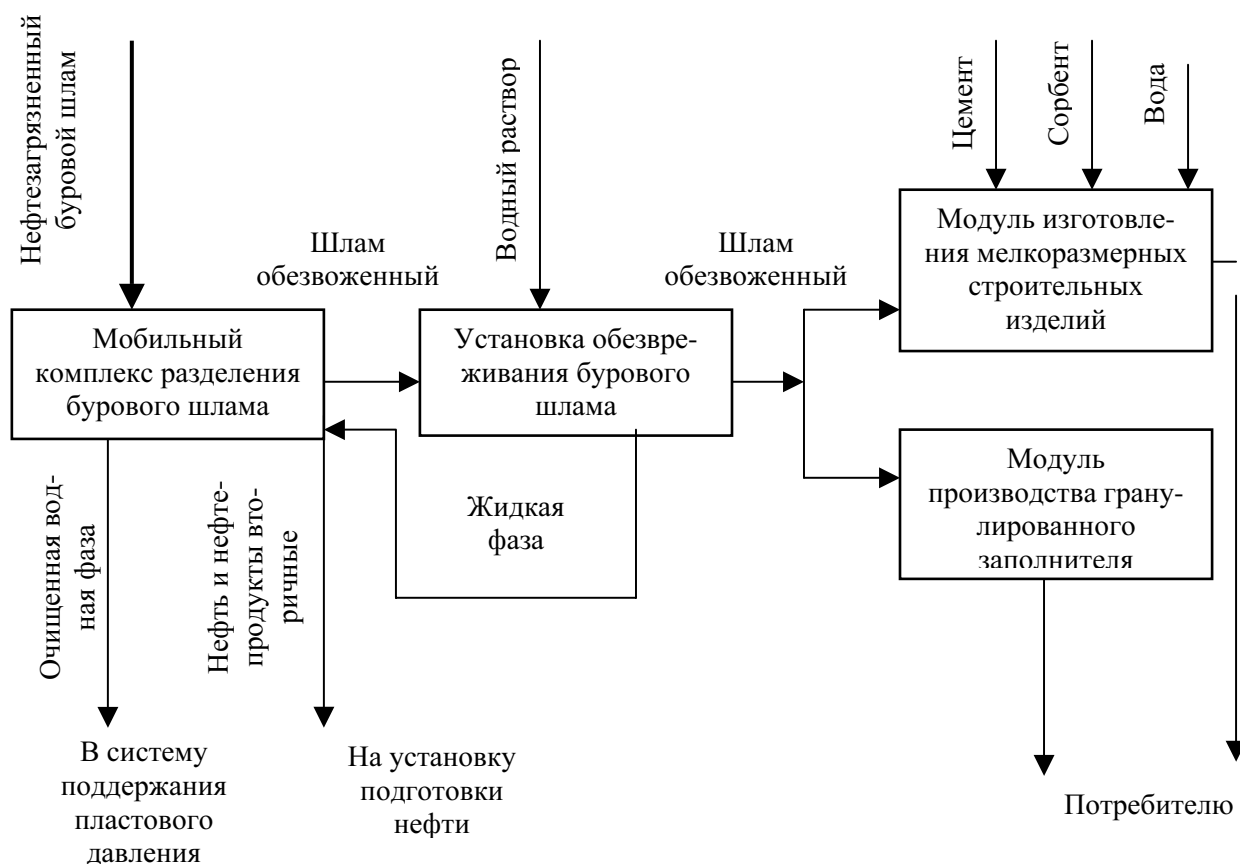 Нефтезагрязненный
буровой шлам
Водный раствор
Цемент
Сорбент
Вода
Шлам
обезвоженный
Шлам
обезвоженный
Модуль изготовле-
ния мелкоразмерных
строительных
изделий
Мобильный
комплекс разделения
бурового шлама
Установка обезвре-
живания бурового
шлама
Модуль
производства грану-
лированного
заполнителя
Жидкая
фаза
Очищенная вод-
ная фаза
Нефть и нефте-
продукты вто-
ричные
В систему
поддержания
пластового
давления
На установку
подготовки
нефти
Потребителю